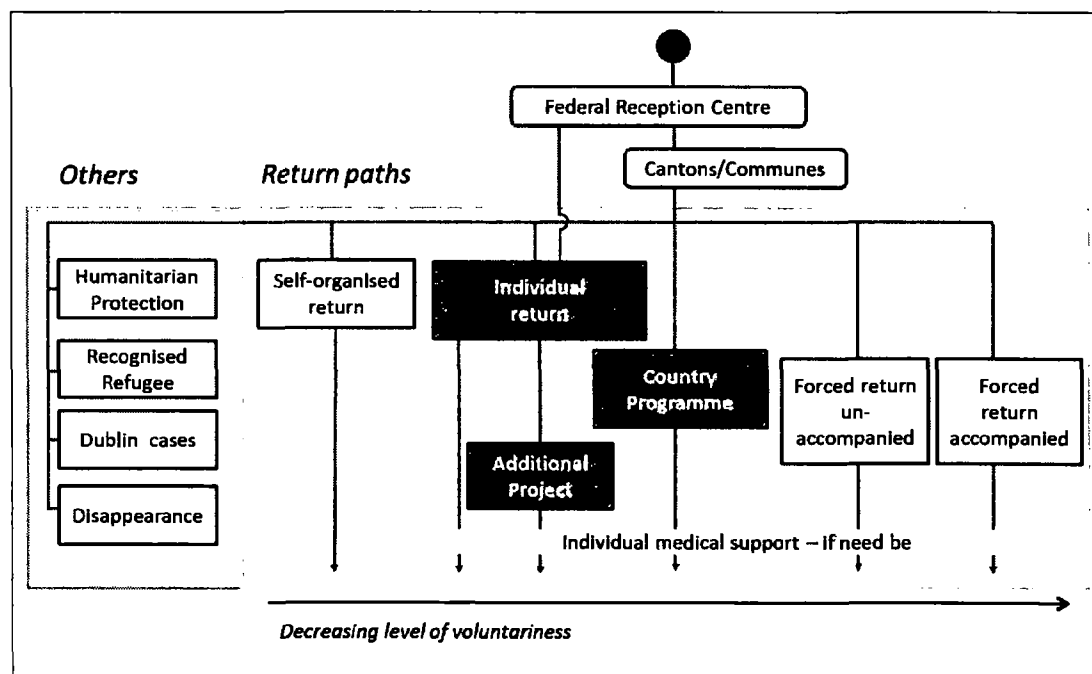 Federal Reception Centre
Cantons/Communes
Others
Return paths
Humanitarian
Protection
Recognised
Refugee
Dublin cases
Disappearance
Self-organised
return
Individual
return
Additional
Project
Country
Programme
Forced return
un-
accompanied
Forced
return
accompanied
Individual medical support – if need be
Decreasing level of voluntariness